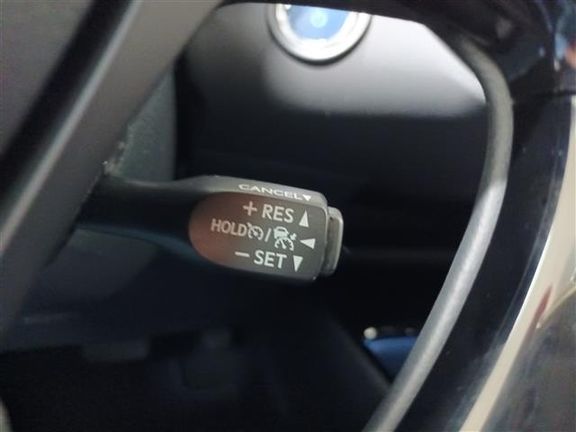 CANCEL▼
+ RES ▲
HOLD / ◀
− SET ▼